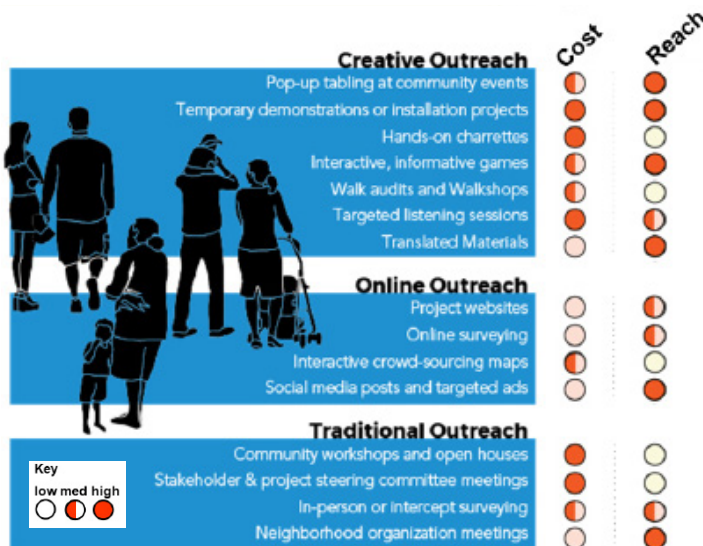 Cost
Reach
Creative Outreach
Pop-up tabling at community events
Temporary demonstrations or installation projects
Hands-on charrettes
Interactive, informative games
Walk audits and Walkshops
Targeted listening sessions
Translated Materials
Online Outreach
Project websites
Online surveying
Interactive crowd-sourcing maps
Social media posts and targeted ads
Traditional Outreach
Community workshops and open houses
Stakeholder & project steering committee meetings
In-person or intercept surveying
Neighborhood organization meetings
Key
low med high